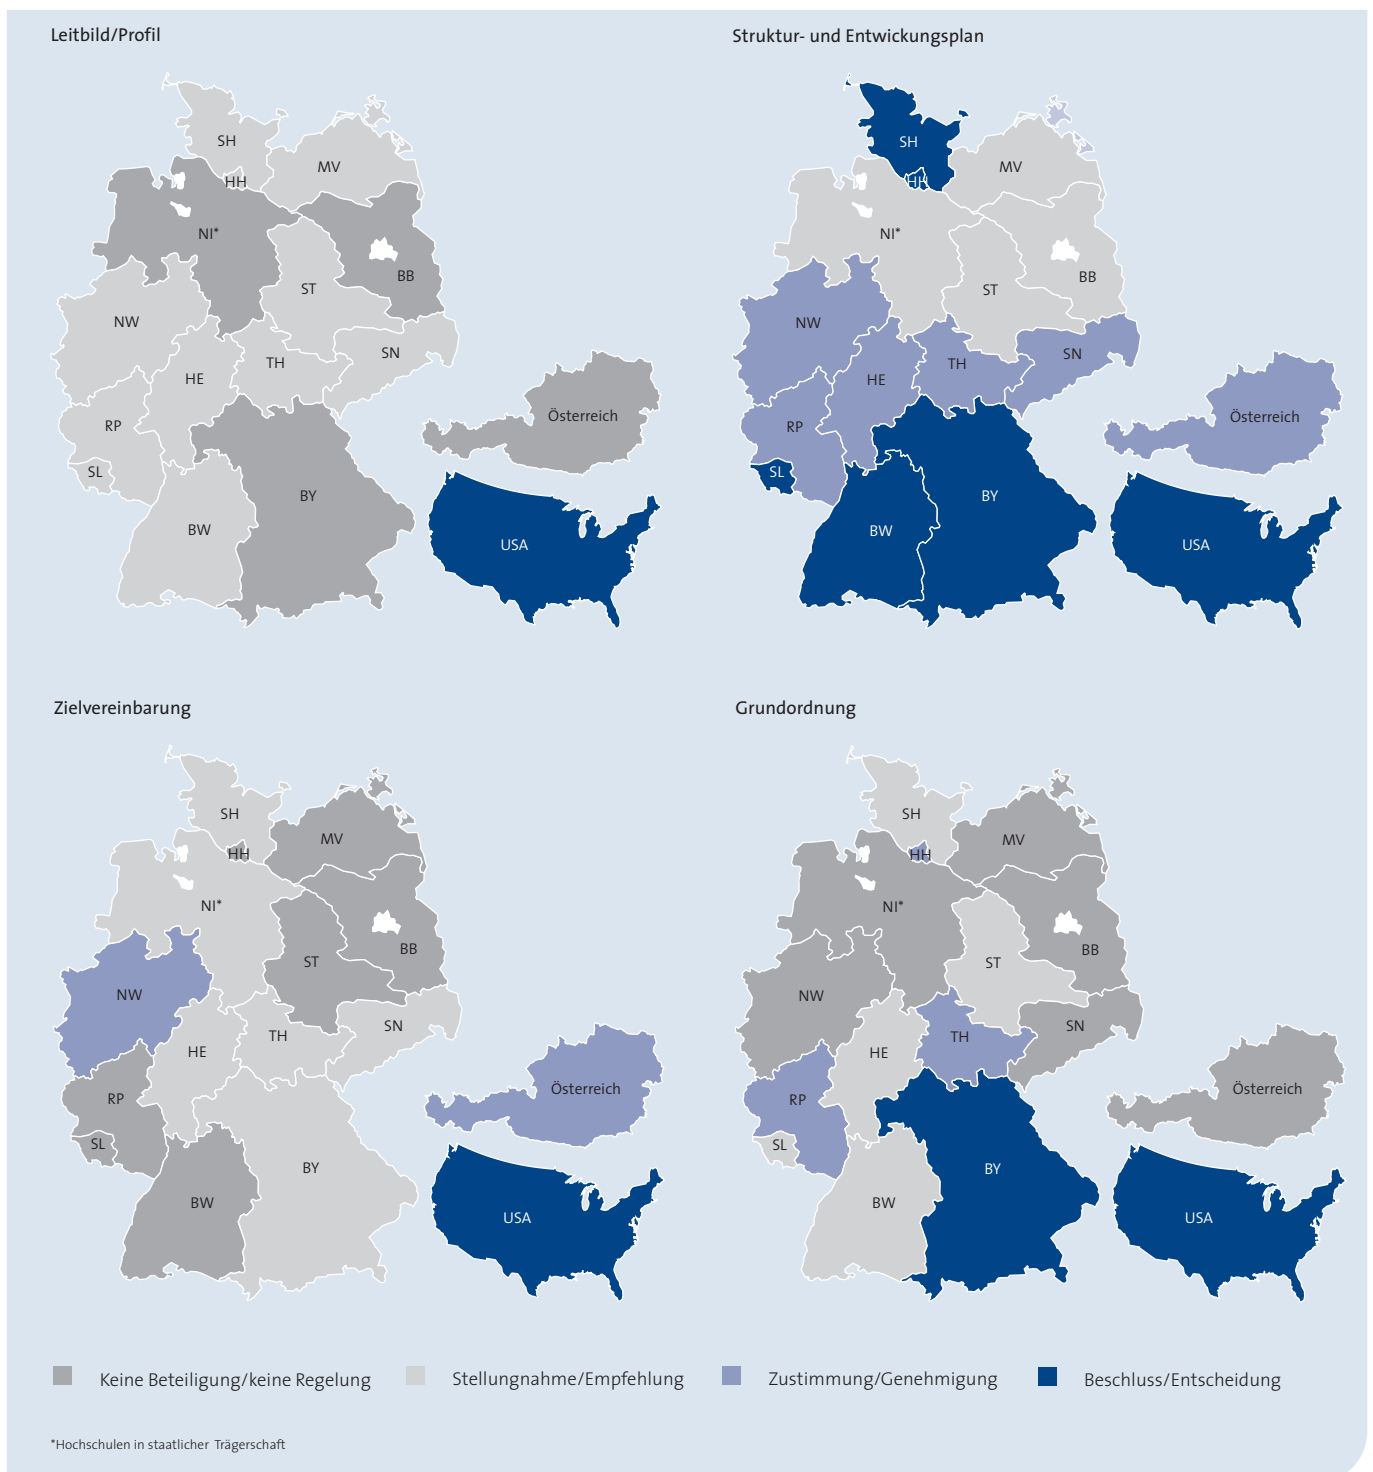 Leitbild/Profil
SH
MV
HH
NI*
BB
ST
NW
SN
TH
HE
Österreich
RP
SL
BY
BW
USA
Struktur- und Entwickungsplan
SH
MV
HH
NI*
BB
ST
NW
SN
TH
HE
Österreich
RP
SL
BY
BW
USA
Zielvereinbarung
SH
MV
HH
NI*
BB
ST
NW
SN
TH
HE
Österreich
RP
SL
BY
BW
USA
Grundordnung
SH
MV
HH
NI*
BB
ST
NW
SN
TH
HE
Österreich
RP
SL
BY
BW
USA
Keine Beteiligung/keine Regelung
Stellungnahme/Empfehlung
Zustimmung/Genehmigung
Beschluss/Entscheidung
*Hochschulen in staatlicher Trägerschaft